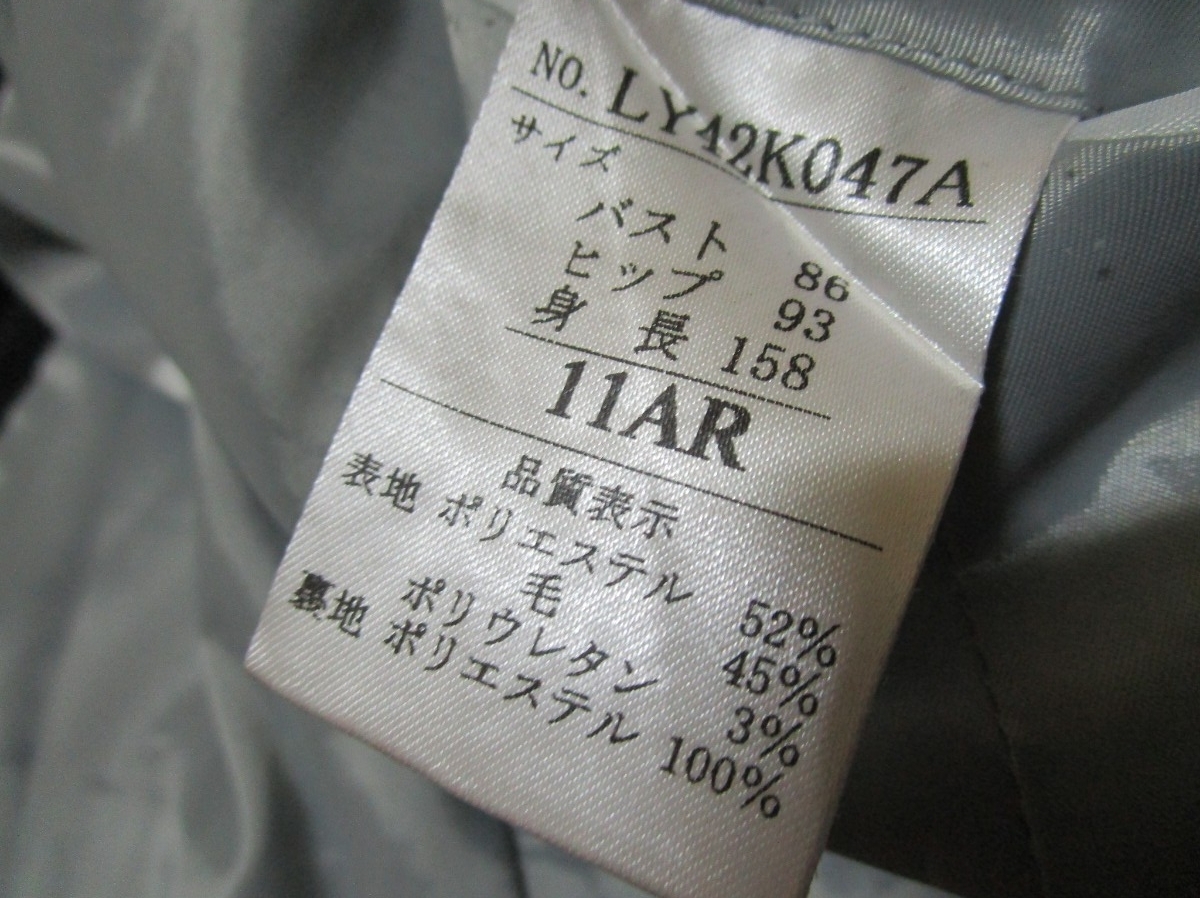 NO. LY42K047A
サイズ
バスト 86
ヒップ 93
身長 158
11AR
品質表示
表地 ポリエステル 52%
毛 45%
ポリウレタン 3%
裏地 ポリエステル 100%